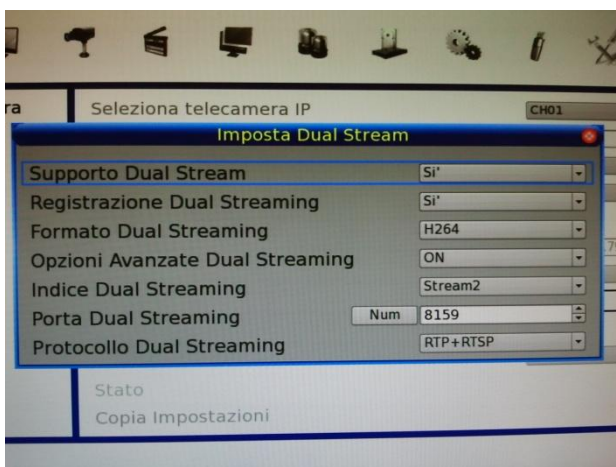 ra
Seleziona telecamera IP CH01
Imposta Dual Stream
Supporto Dual Stream Si'
Registrazione Dual Streaming Si'
Formato Dual Streaming H264
Opzioni Avanzate Dual Streaming ON
Indice Dual Streaming Stream2
Porta Dual Streaming Num 8159
Protocollo Dual Streaming RTP+RTSP
Stato
Copia Impostazioni